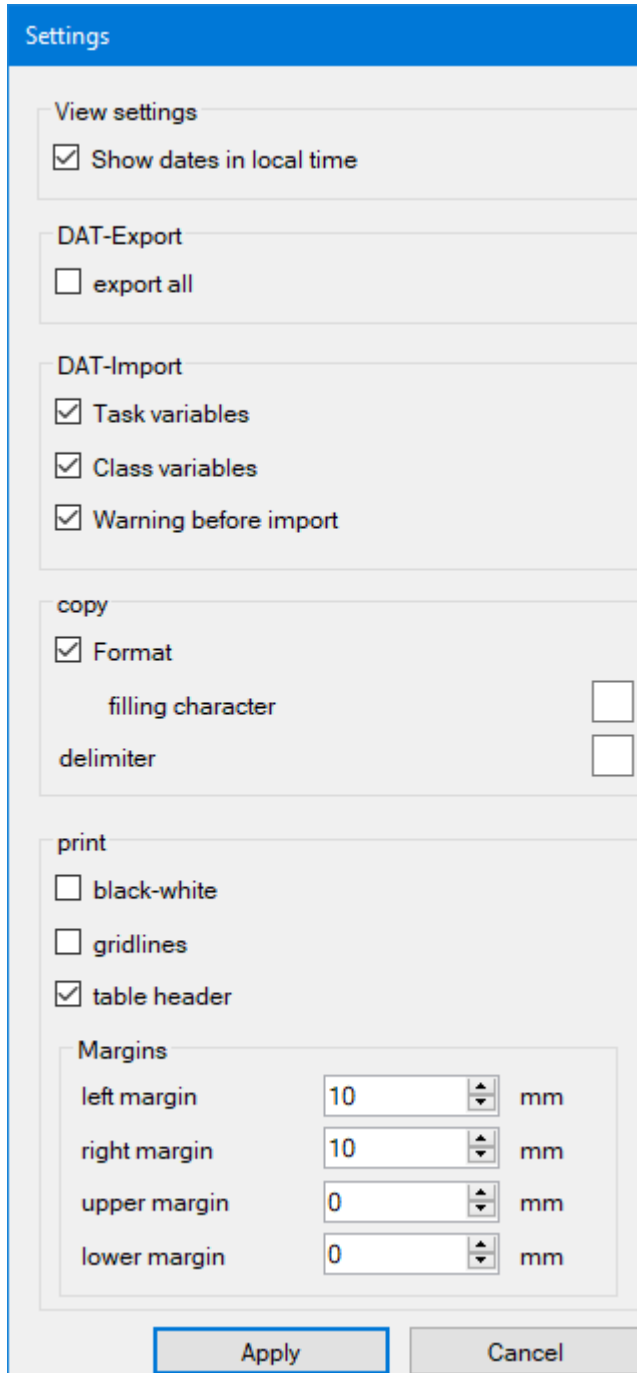 Settings
View settings
Show dates in local time
DAT-Export
export all
DAT-Import
Task variables
Class variables
Warning before import
copy
Format
filling character
delimiter
print
black-white
gridlines
table header
Margins
left margin 10 mm
right margin 10 mm
upper margin 0 mm
lower margin 0 mm
Apply Cancel